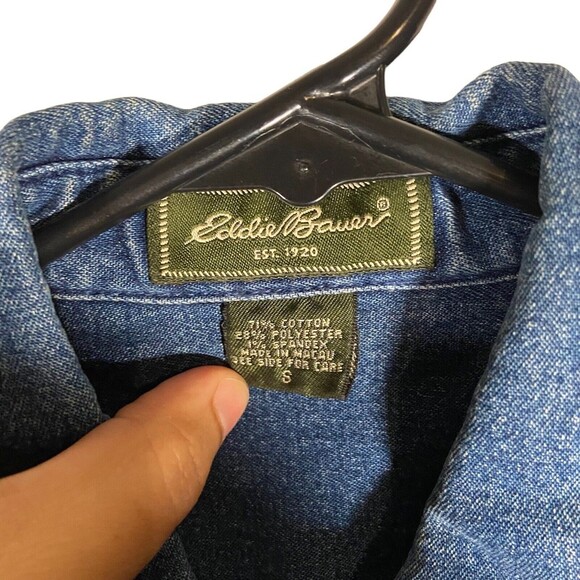 Eddie Bauer®
EST. 1920
71% COTTON
28% POLYESTER
1% SPANDEX
MADE IN MACAU
SEE SIDE FOR CARE
S